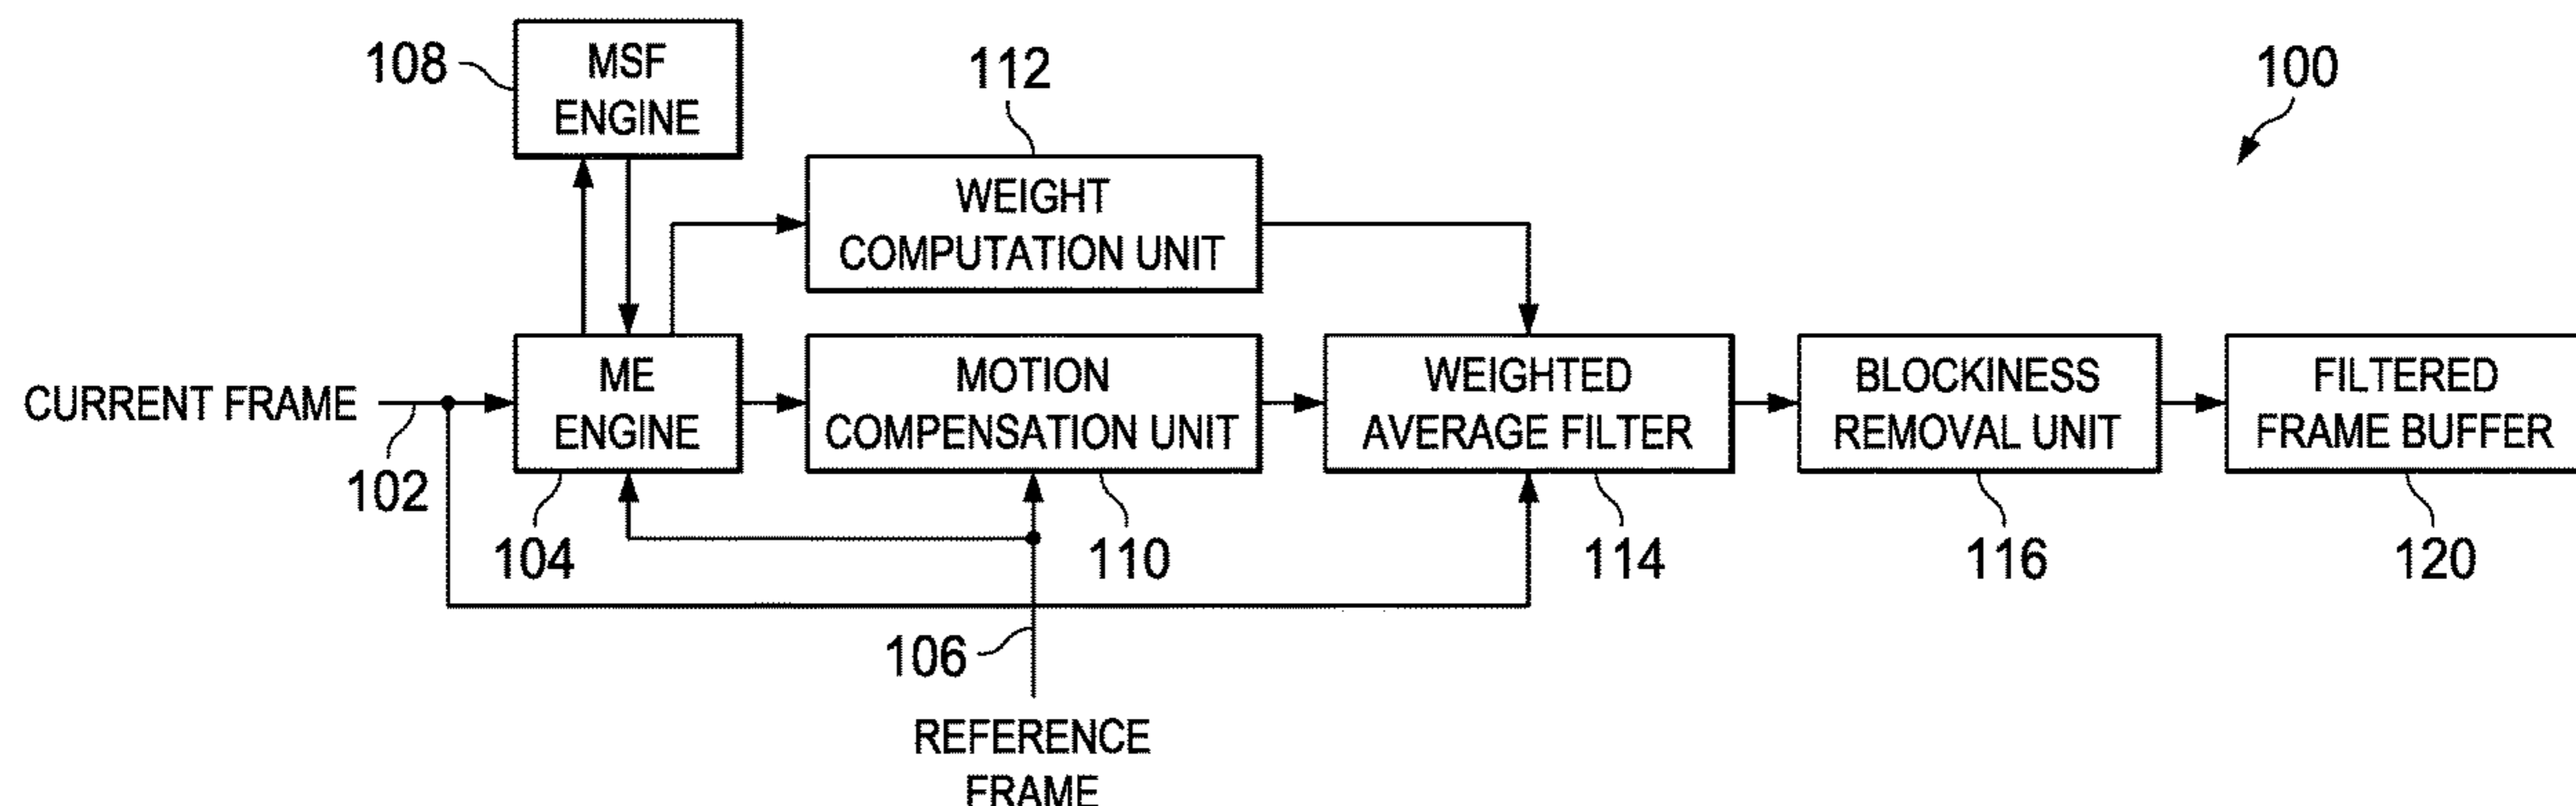 108
MSF
ENGINE
112
100
WEIGHT
COMPUTATION UNIT
CURRENT FRAME
102
ME
ENGINE
104
MOTION
COMPENSATION UNIT
110
WEIGHTED
AVERAGE FILTER
114
BLOCKINESS
REMOVAL UNIT
116
FILTERED
FRAME BUFFER
120
106
REFERENCE
FRAME